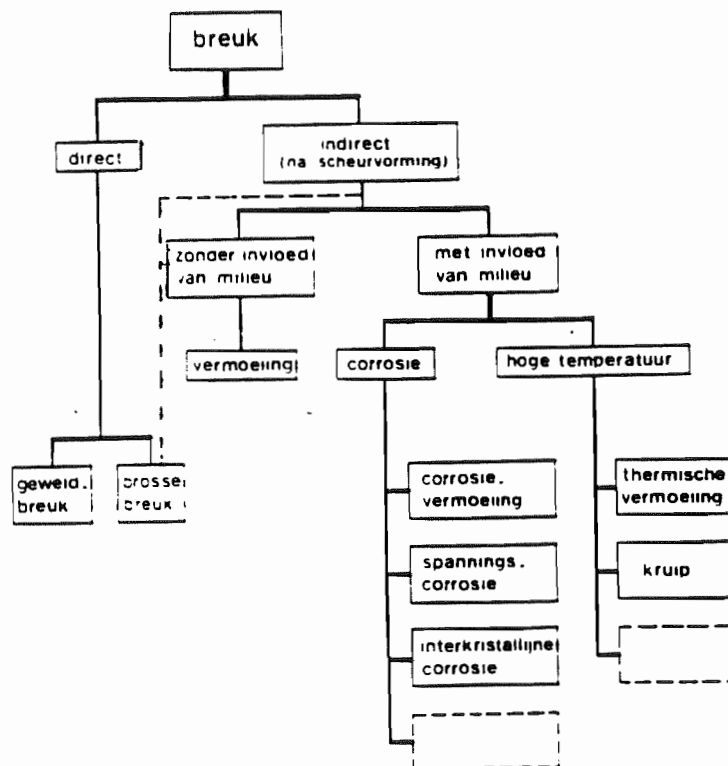 breuk
direct
indirect
(na scheurvorming)
zonder invloed
van milieu
met invloed
van milieu
vermoeiing
corrosie
hoge temperatuur
geweld.
breuk
brosse
breuk
corrosie.
vermoeiing
thermische
vermoeiing
spannings.
corrosie
kruip
interkristallijne
corrosie